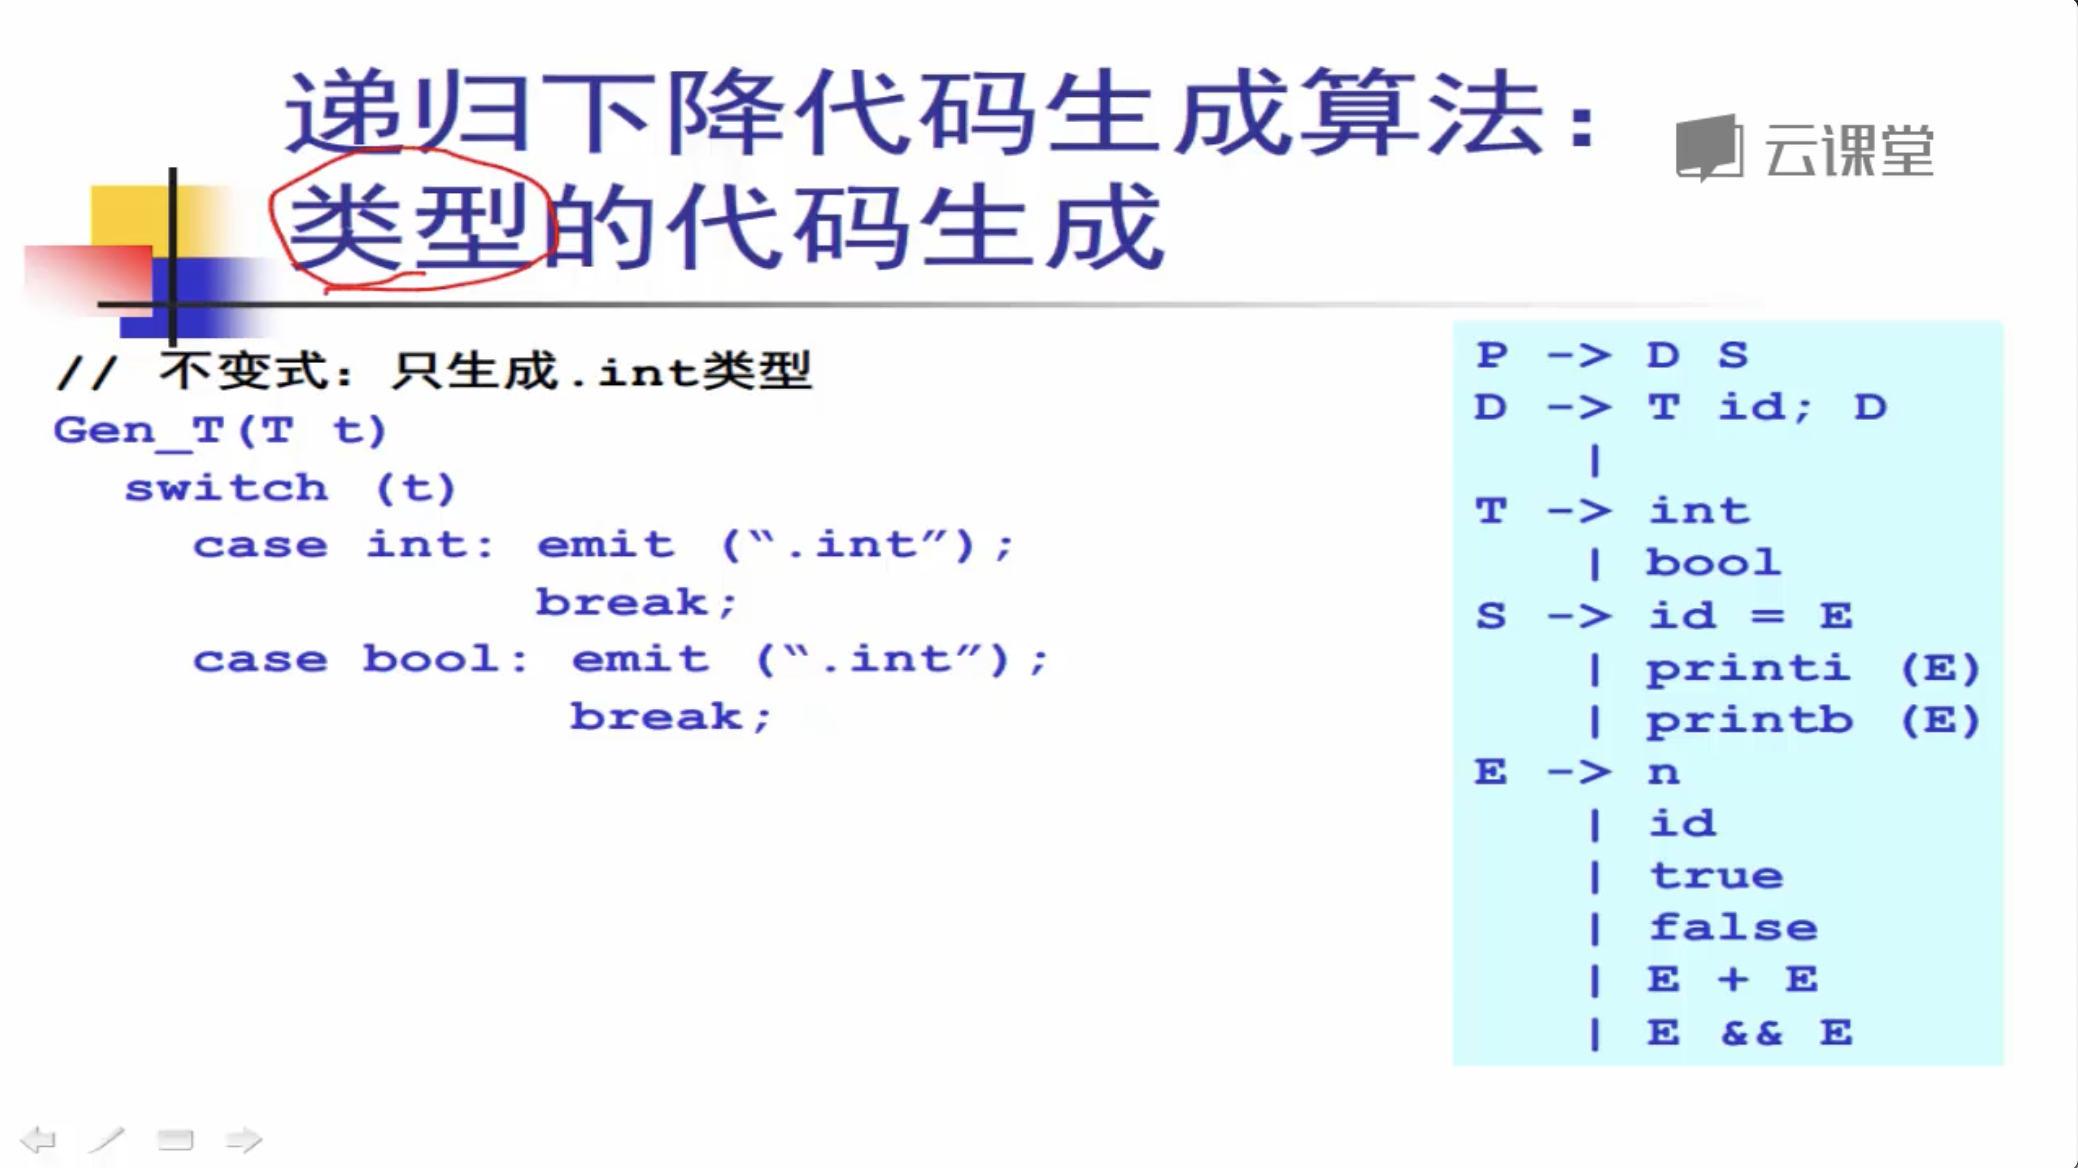 递归下降代码生成算法：
类型的代码生成
云课堂
// 不变式：只生成.int类型
Gen_T(T t)
switch (t)
case int: emit (“.int”);
break;
case bool: emit (“.int”);
break;
P -> D S
D -> T id; D
|
T -> int
| bool
S -> id = E
| printi (E)
| printb (E)
E -> n
| id
| true
| false
| E + E
| E && E